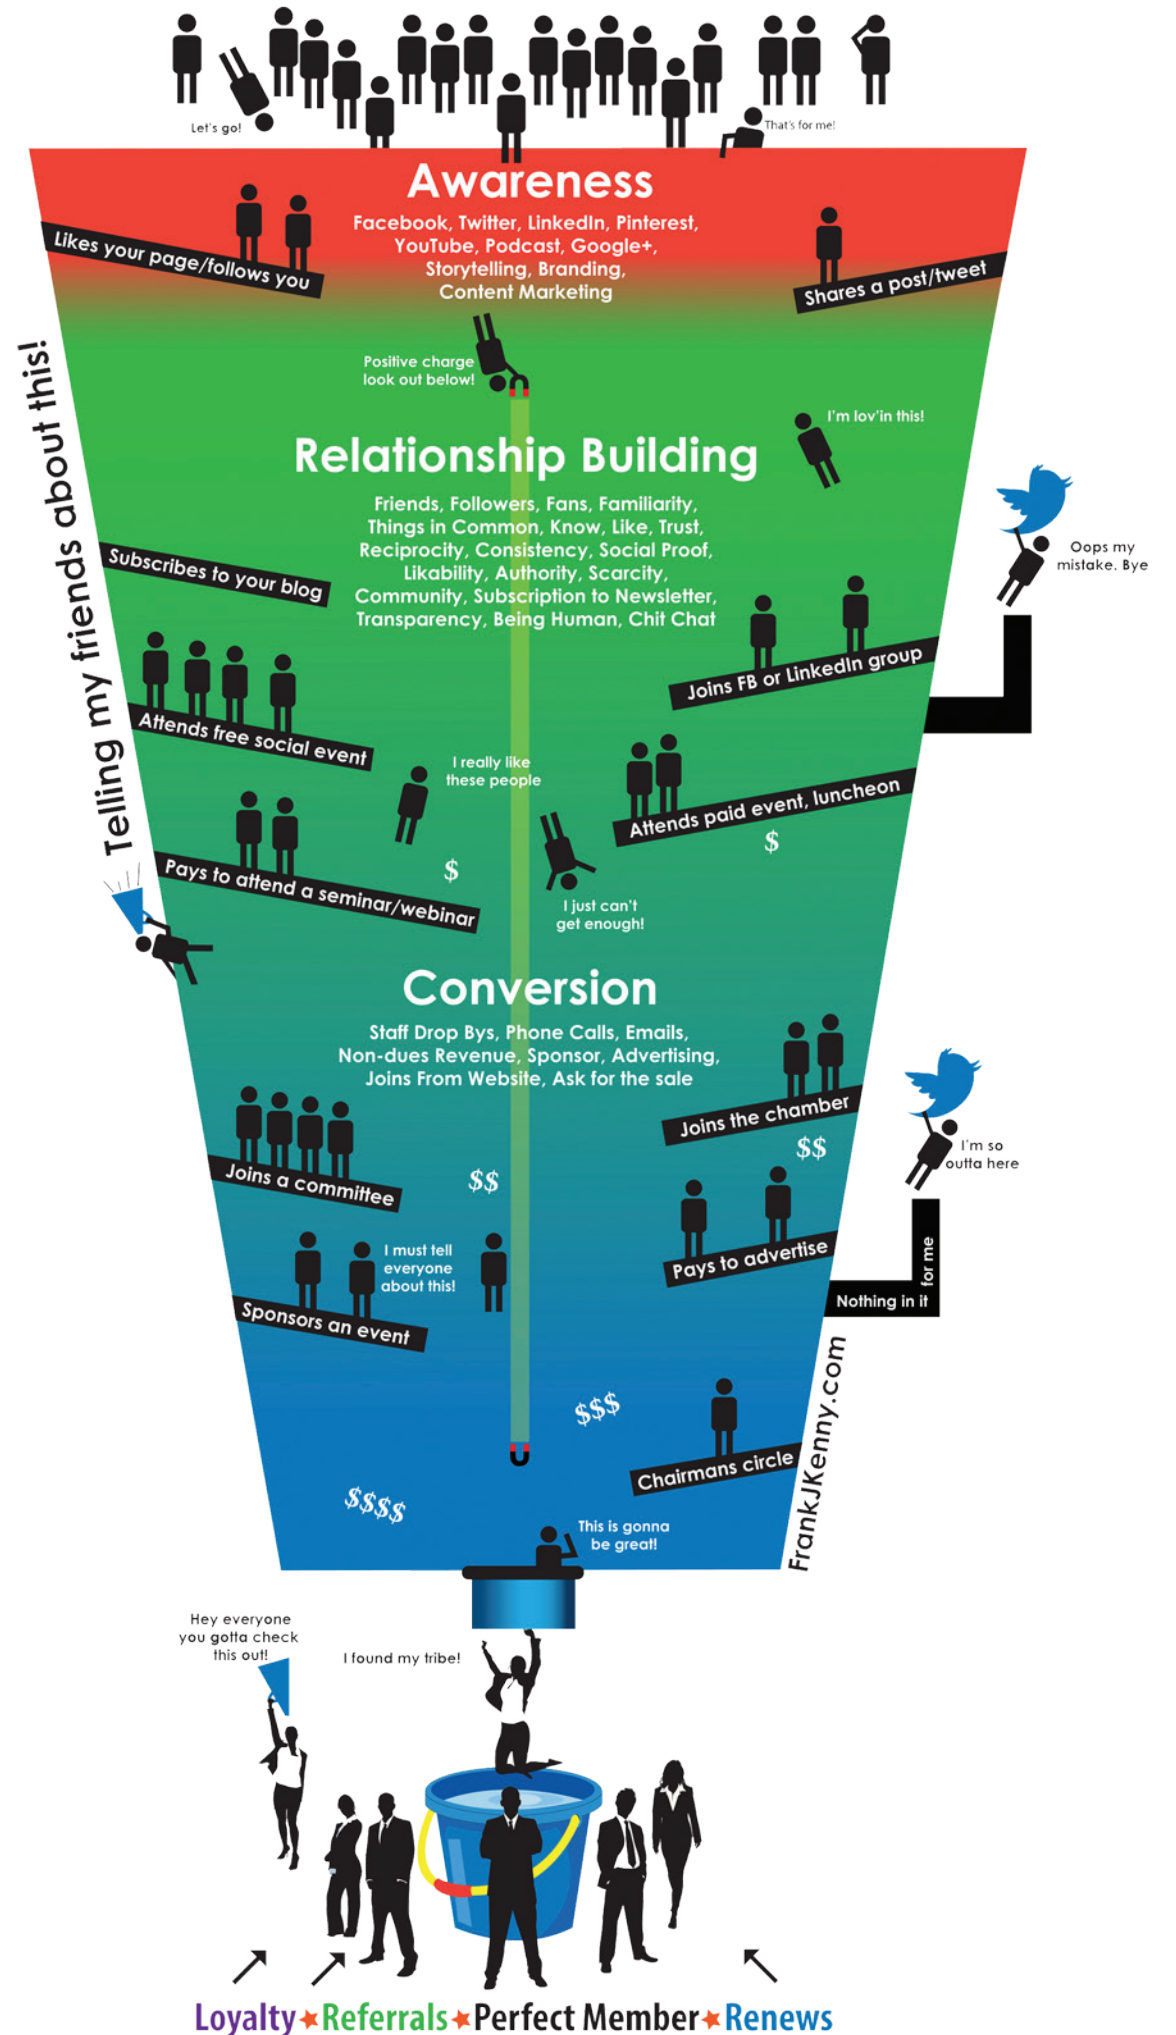 Let's go!
That's for me!
Awareness
Facebook, Twitter, LinkedIn, Pinterest,
YouTube, Podcast, Google+,
Storytelling, Branding,
Content Marketing
Likes your page/follows you
Shares a post/tweet
Telling my friends about this!
Positive charge
look out below!
I'm lov'in this!
Relationship Building
Friends, Followers, Fans, Familiarity,
Things in Common, Know, Like, Trust,
Reciprocity, Consistency, Social Proof,
Likability, Authority, Scarcity,
Community, Subscription to Newsletter,
Transparency, Being Human, Chit Chat
Oops my
mistake. Bye
Subscribes to your blog
Joins FB or LinkedIn group
Attends free social event
I really like
these people
Attends paid event, luncheon
$
$
Pays to attend a seminar/webinar
I just can't
get enough!
Conversion
Staff Drop Bys, Phone Calls, Emails,
Non-dues Revenue, Sponsor, Advertising,
Joins From Website, Ask for the sale
Joins the chamber
$$
I'm so
outta here
Joins a committee
$$
I must tell
everyone
about this!
Pays to advertise
Nothing in it
for me
Sponsors an event
FrankJKenny.com
$$$
Chairmans circle
$$$$
This is gonna
be great!
Hey everyone
you gotta check
this out!
I found my tribe!
Loyalty★Referrals★Perfect Member★Renews